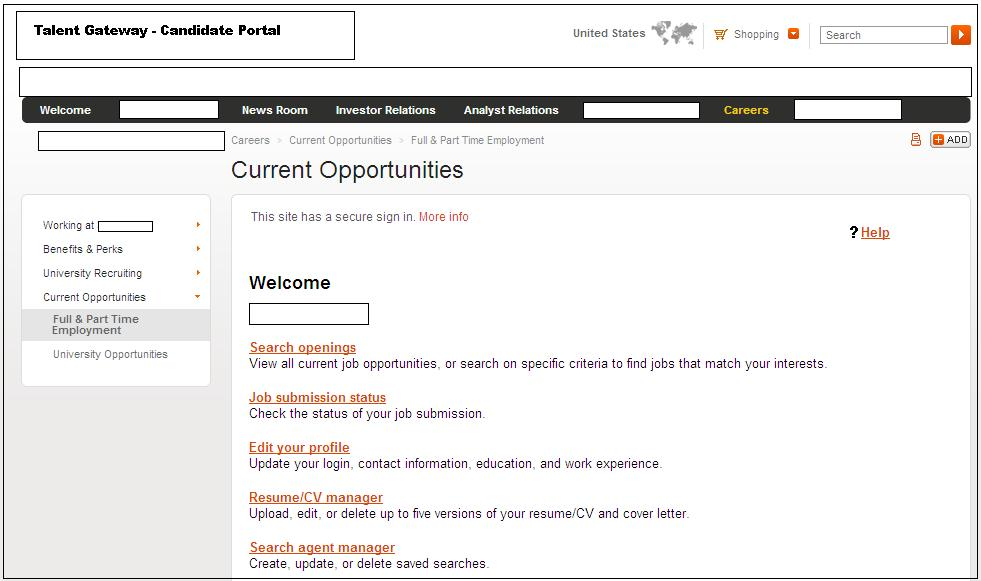 Talent Gateway - Candidate Portal
United States
Shopping
Search
Welcome
News Room
Investor Relations
Analyst Relations
Careers
Careers > Current Opportunities > Full & Part Time Employment
ADD
Current Opportunities
Working at
Benefits & Perks
University Recruiting
Current Opportunities
Full & Part Time
Employment
University Opportunities
This site has a secure sign in. More info
? Help
Welcome
Search openings
View all current job opportunities, or search on specific criteria to find jobs that match your interests.
Job submission status
Check the status of your job submission.
Edit your profile
Update your login, contact information, education, and work experience.
Resume/CV manager
Upload, edit, or delete up to five versions of your resume/CV and cover letter.
Search agent manager
Create, update, or delete saved searches.